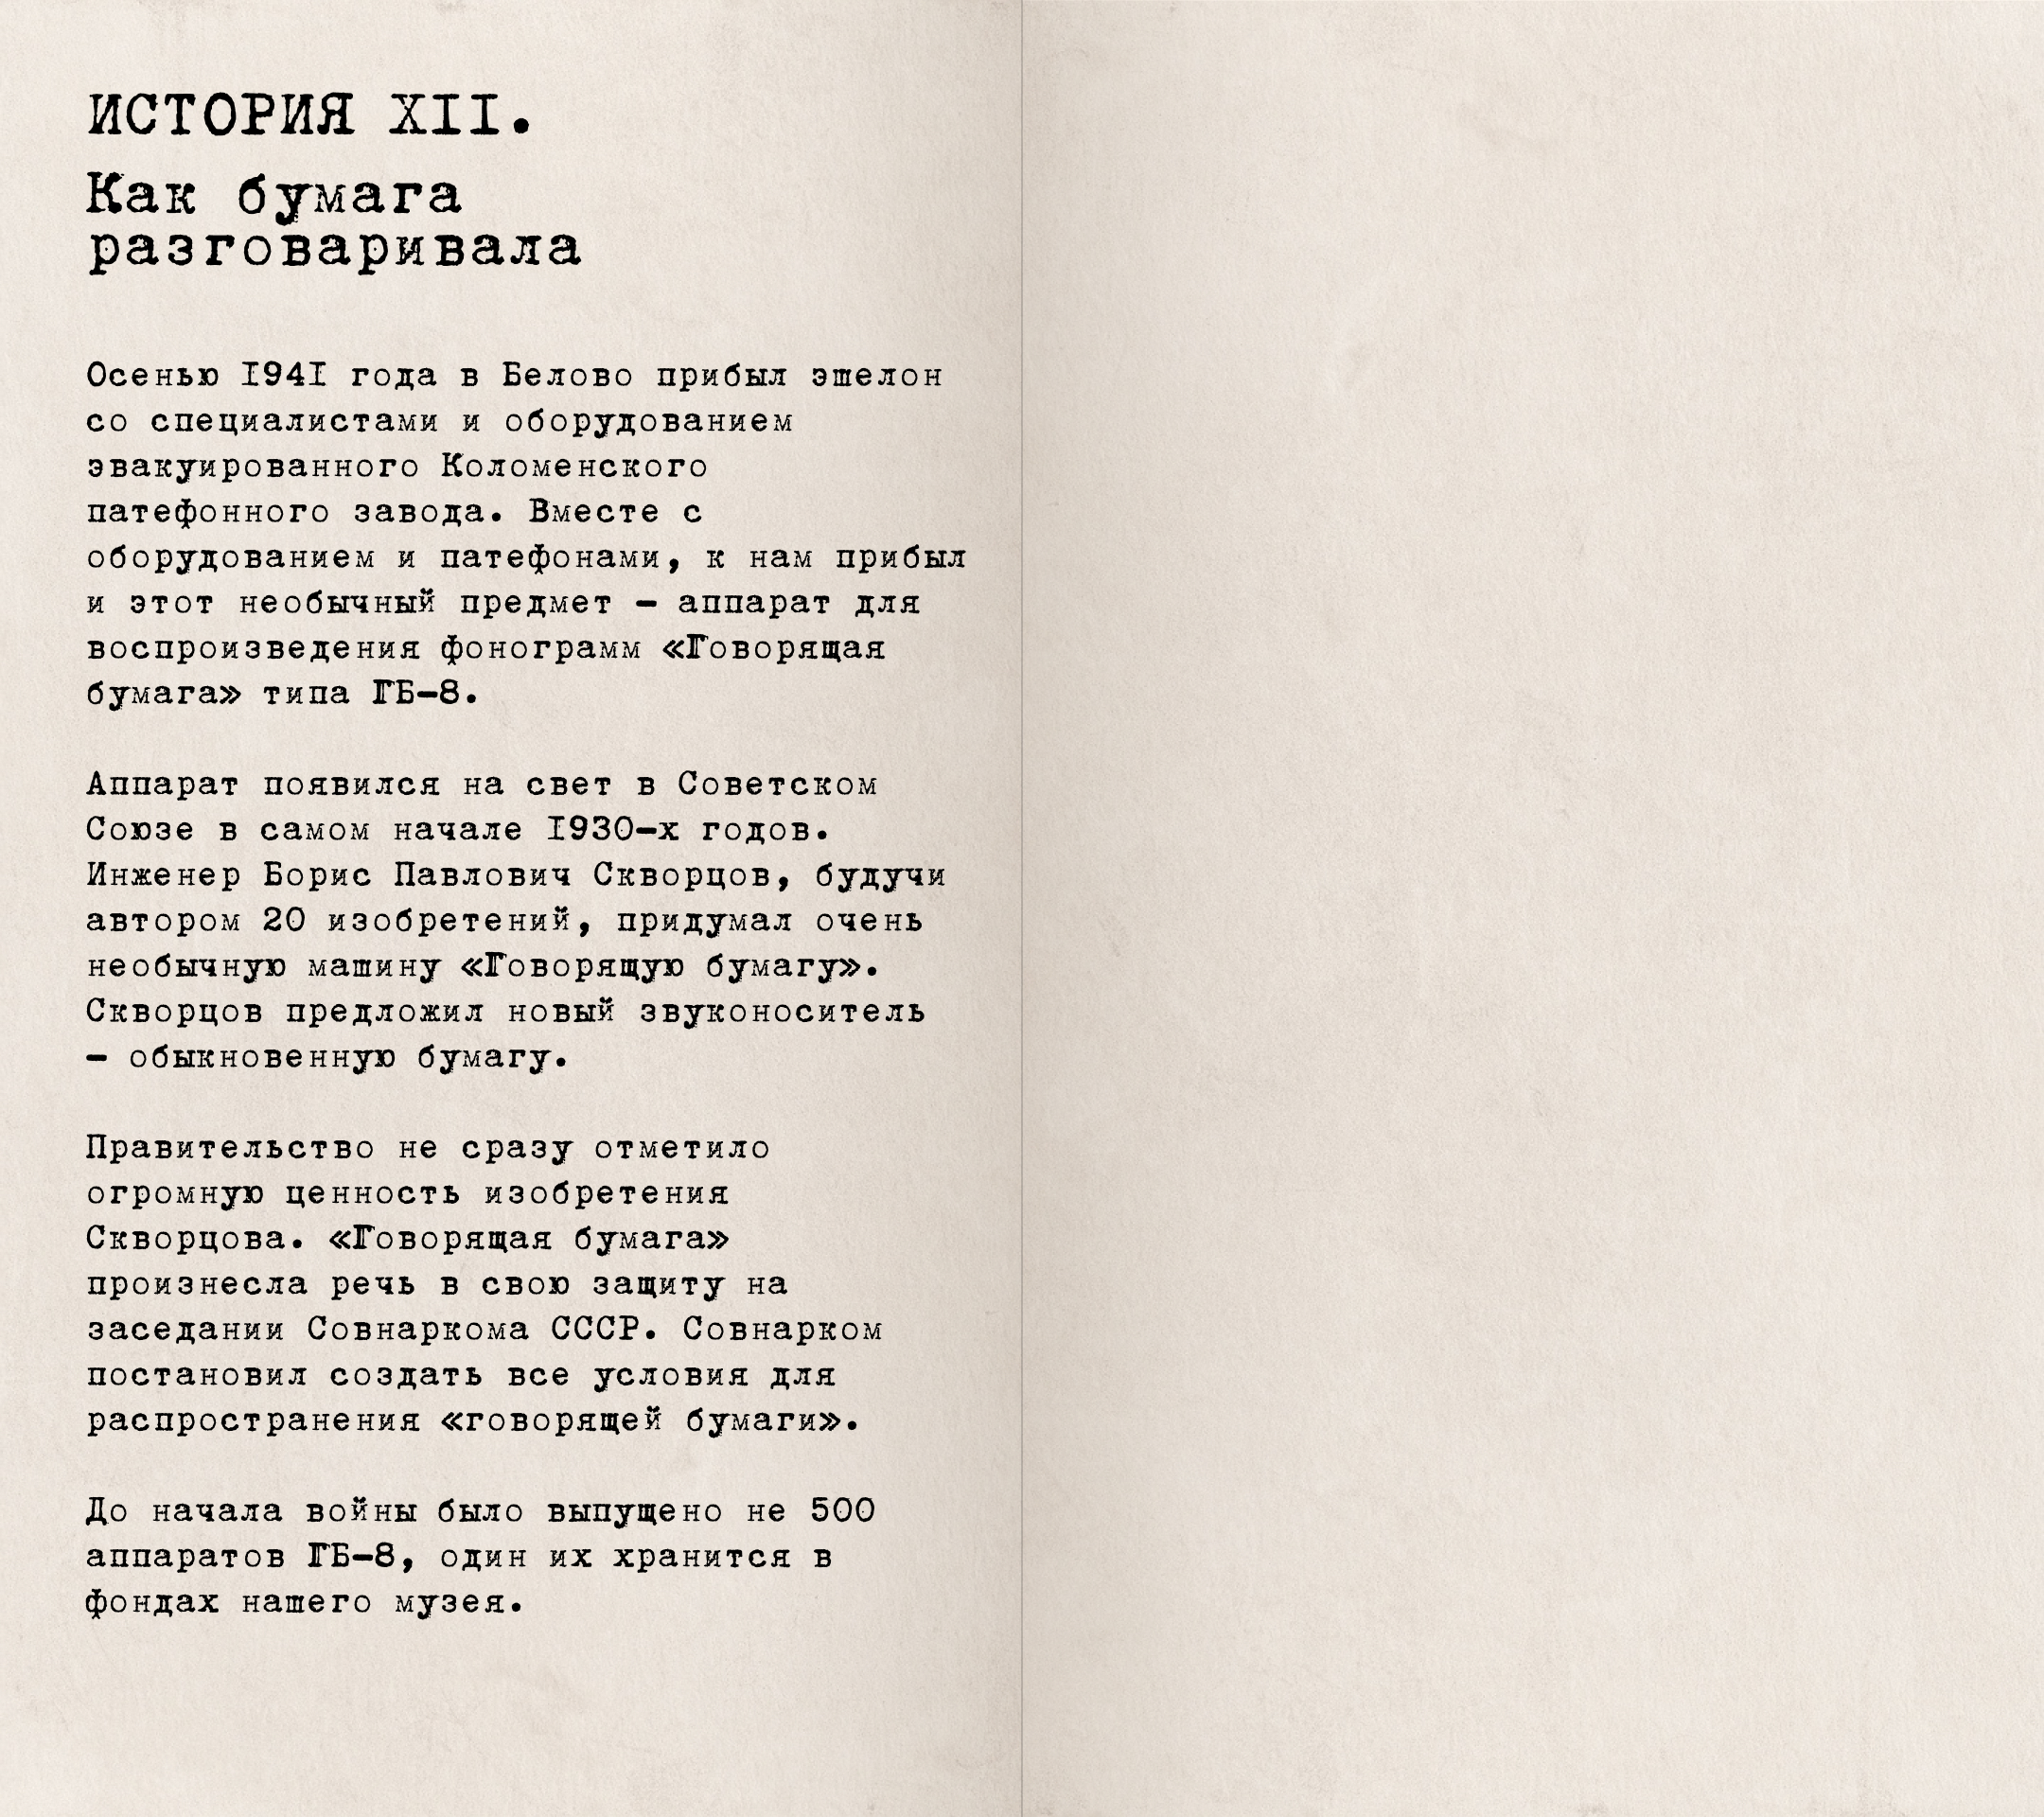 ИСТОРИЯ XII.
Как бумага
разговаривала
Осенью I94I года в Белово прибыл эшелон
со специалистами и оборудованием
эвакуированного Коломенского
патефонного завода. Вместе с
оборудованием и патефонами, к нам прибыл
и этот необычный предмет – аппарат для
воспроизведения фонограмм «Говорящая
бумага» типа ГБ-8.
Аппарат появился на свет в Советском
Союзе в самом начале I930-х годов.
Инженер Борис Павлович Скворцов, будучи
автором 20 изобретений, придумал очень
необычную машину «Говорящую бумагу».
Скворцов предложил новый звуконоситель
– обыкновенную бумагу.
Правительство не сразу отметило
огромную ценность изобретения
Скворцова. «Говорящая бумага»
произнесла речь в свою защиту на
заседании Совнаркома СССР. Совнарком
постановил создать все условия для
распространения «говорящей бумаги».
До начала войны было выпущено не 500
аппаратов ГБ-8, один их хранится в
фондах нашего музея.